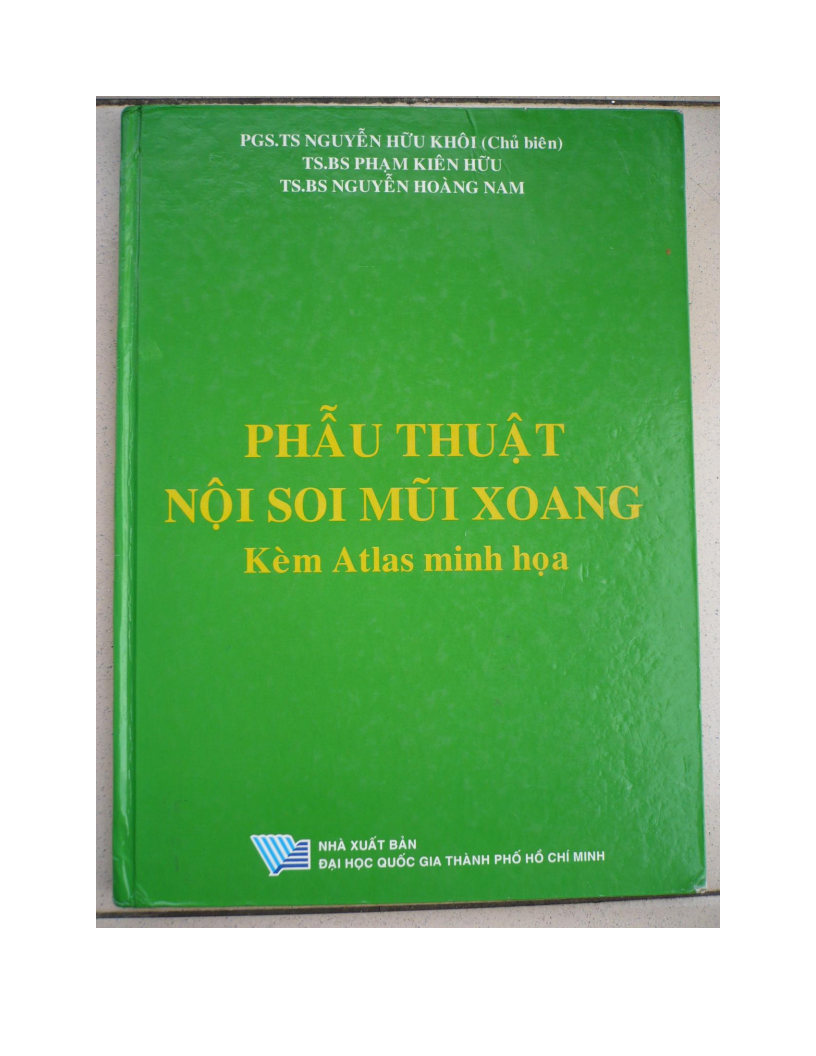 PGS.TS NGUYỄN HỮU KHÔI (Chủ biên)
TS.BS PHẠM KIÊN HỮU
TS.BS NGUYỄN HOÀNG NAM
PHẪU THUẬT
NỘI SOI MŨI XOANG
Kèm Atlas minh họa
NHÀ XUẤT BẢN
ĐẠI HỌC QUỐC GIA THÀNH PHỐ HỒ CHÍ MINH